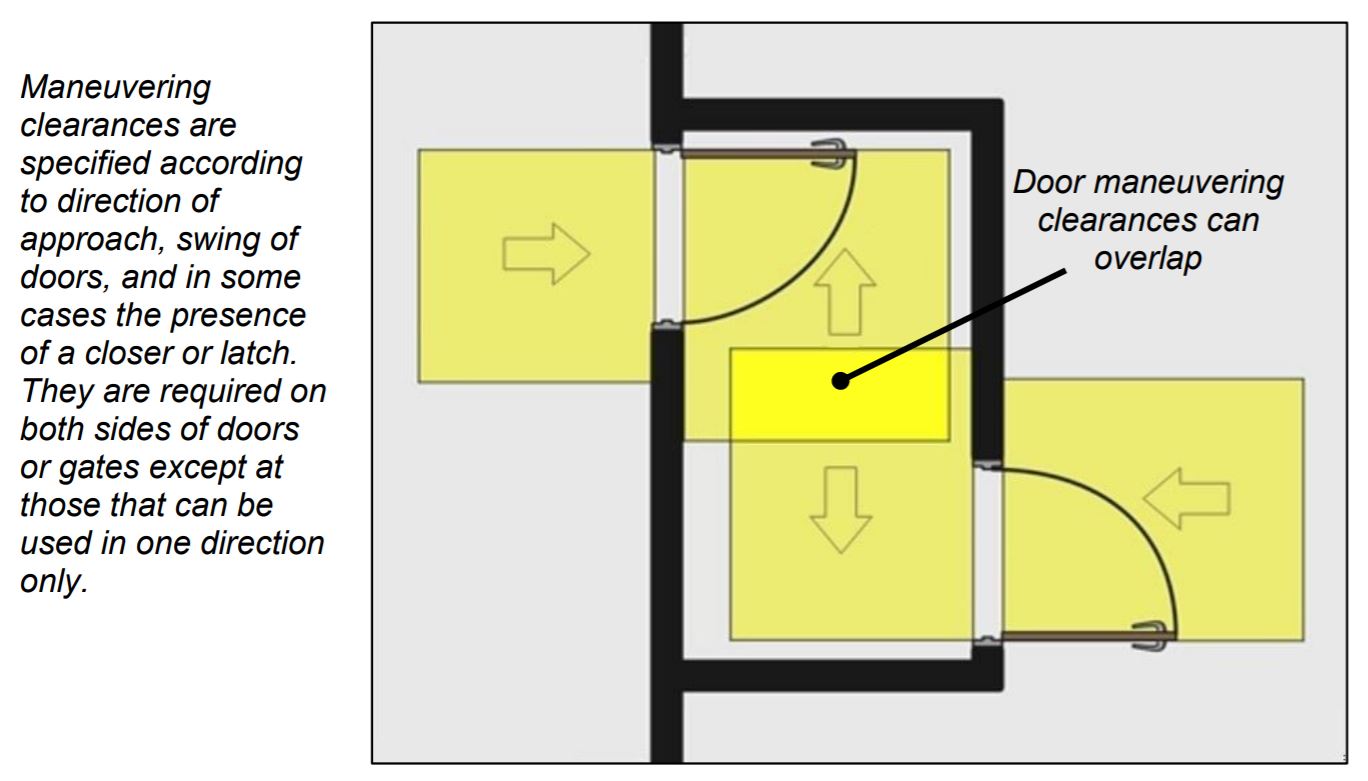 Maneuvering
clearances are
specified according
to direction of
approach, swing of
doors, and in some
cases the presence
of a closer or latch.
They are required on
both sides of doors
or gates except at
those that can be
used in one direction
only.
Door maneuvering
clearances can
overlap